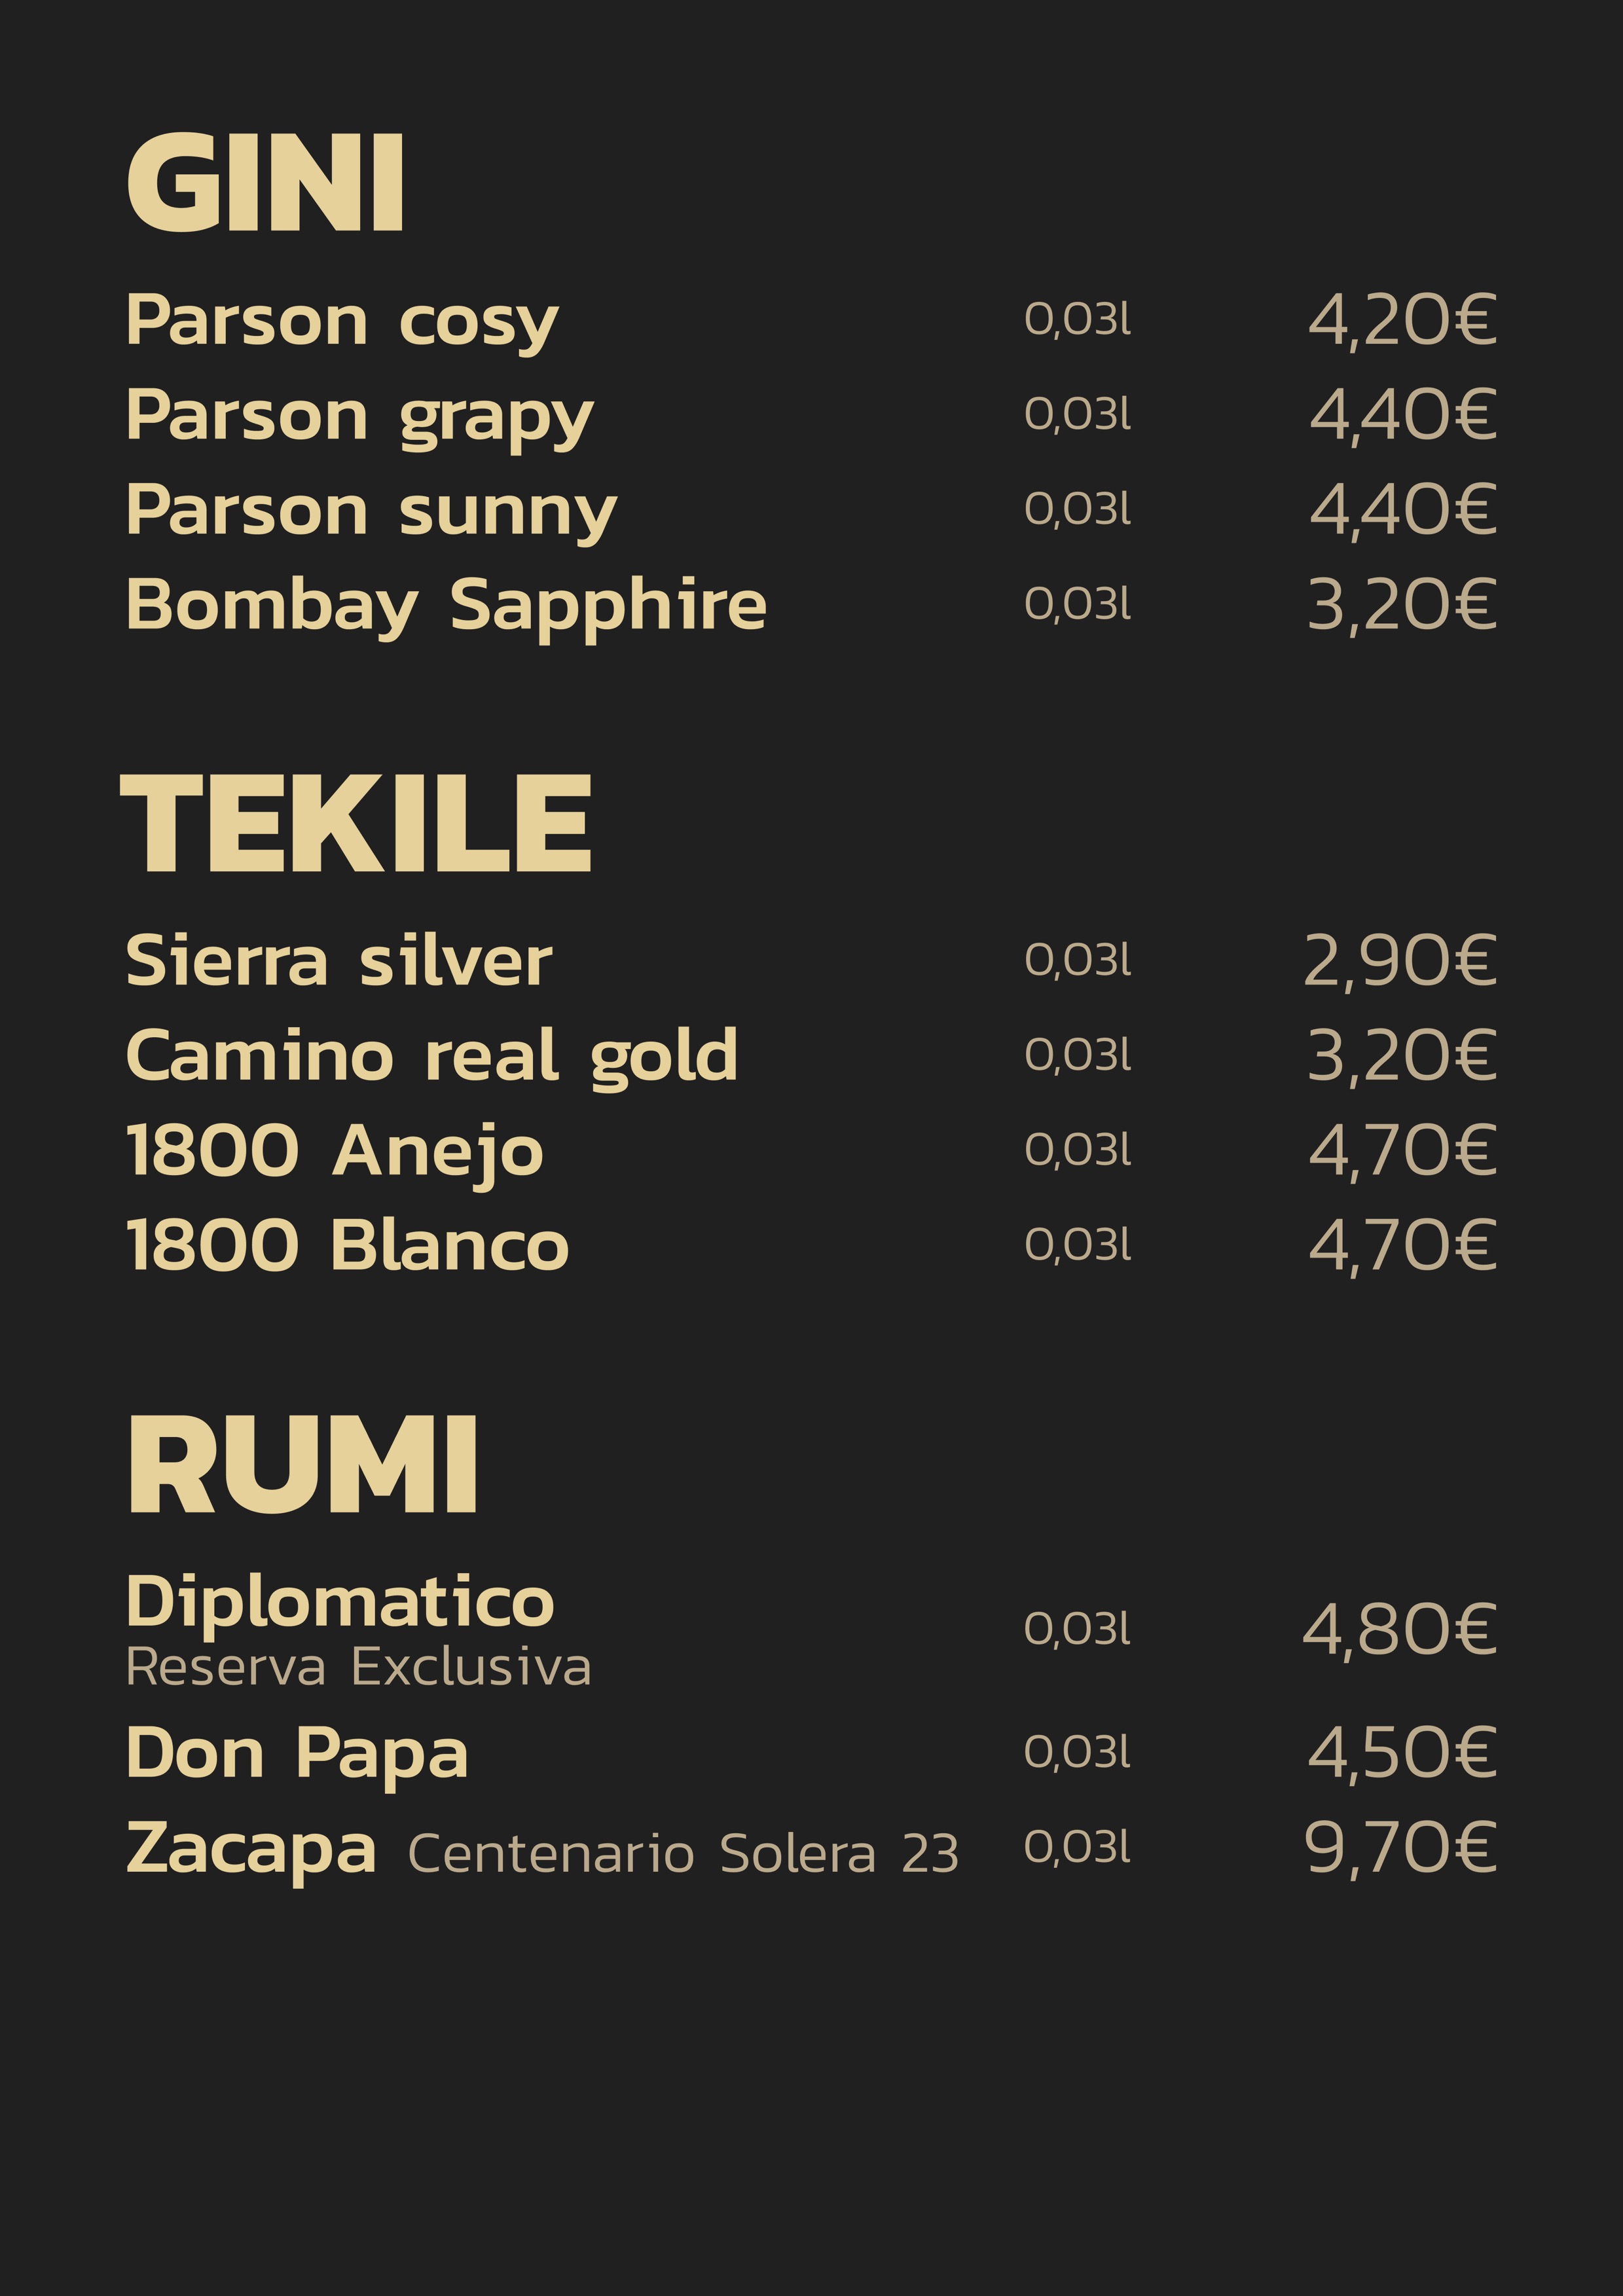 GINI
Parson cosy 0,03l 4,20€
Parson grapy 0,03l 4,40€
Parson sunny 0,03l 4,40€
Bombay Sapphire 0,03l 3,20€
TEKILE
Sierra silver 0,03l 2,90€
Camino real gold 0,03l 3,20€
1800 Anejo 0,03l 4,70€
1800 Blanco 0,03l 4,70€
RUMI
Diplomatico 0,03l 4,80€
Reserva Exclusiva
Don Papa 0,03l 4,50€
Zacapa Centenario Solera 23 0,03l 9,70€